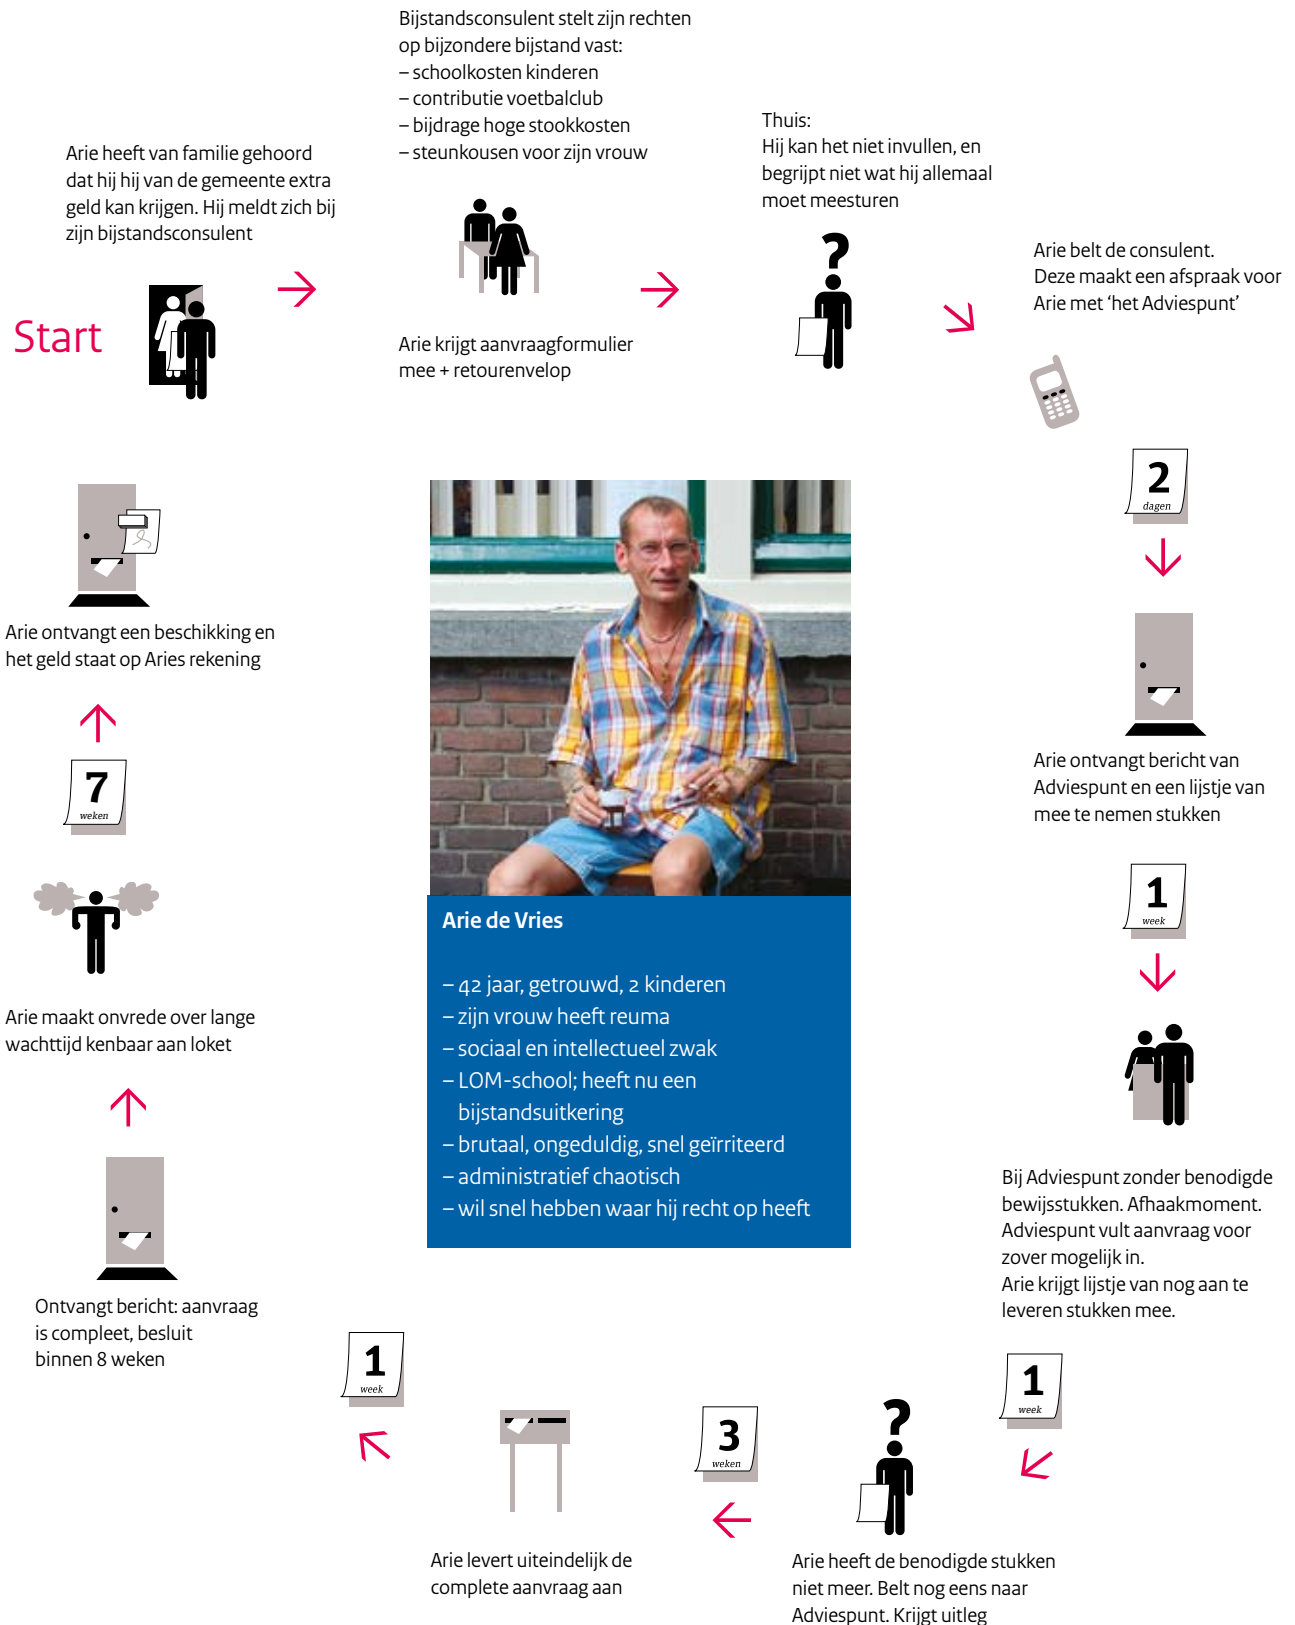 Start
Arie heeft van familie gehoord
dat hij hij van de gemeente extra
geld kan krijgen. Hij meldt zich bij
zijn bijstandsconsulent
Bijstandsconsulent stelt zijn rechten
op bijzondere bijstand vast:
– schoolkosten kinderen
– contributie voetbalclub
– bijdrage hoge stookkosten
– steunkousen voor zijn vrouw
Arie krijgt aanvraagformulier
mee + retourenvelop
Thuis:
Hij kan het niet invullen, en
begrijpt niet wat hij allemaal
moet meesturen
?
Arie belt de consulent.
Deze maakt een afspraak voor
Arie met ‘het Adviespunt’
2
dagen
Arie ontvangt bericht van
Adviespunt en een lijstje van
mee te nemen stukken
1
week
Bij Adviespunt zonder benodigde
bewijsstukken. Afhaakmoment.
Adviespunt vult aanvraag voor
zover mogelijk in.
Arie krijgt lijstje van nog aan te
leveren stukken mee.
1
week
?
Arie heeft de benodigde stukken
niet meer. Belt nog eens naar
Adviespunt. Krijgt uitleg
3
weken
Arie levert uiteindelijk de
complete aanvraag aan
1
week
Ontvangt bericht: aanvraag
is compleet, besluit
binnen 8 weken
Arie maakt onvrede over lange
wachttijd kenbaar aan loket
7
weken
Arie ontvangt een beschikking en
het geld staat op Aries rekening
Arie de Vries
– 42 jaar, getrouwd, 2 kinderen
– zijn vrouw heeft reuma
– sociaal en intellectueel zwak
– LOM-school; heeft nu een
bijstandsuitkering
– brutaal, ongeduldig, snel geïrriteerd
– administratief chaotisch
– wil snel hebben waar hij recht op heeft